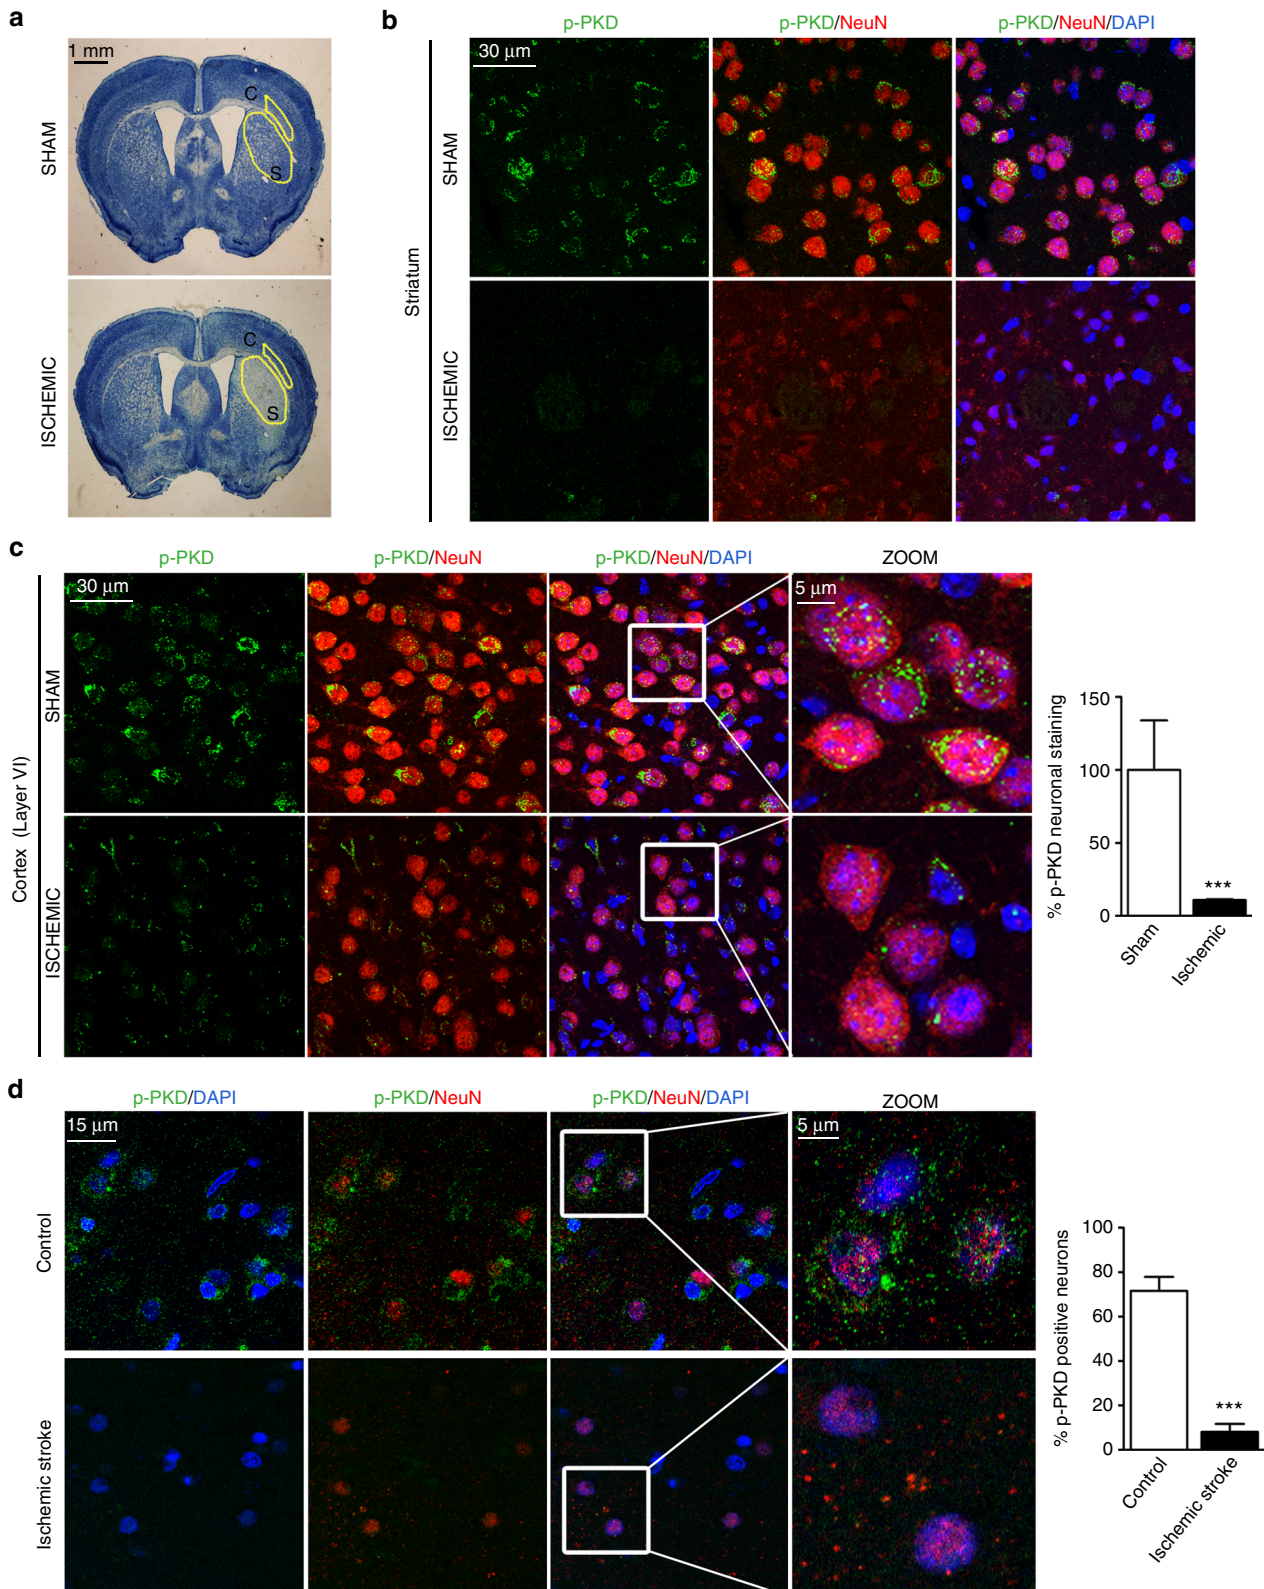 a
1 mm
C
S
SHAM
C
S
ISCHEMIC
b
p-PKD
p-PKD/NeuN
p-PKD/NeuN/DAPI
30 µm
SHAM
Striatum
ISCHEMIC
c
p-PKD
p-PKD/NeuN
p-PKD/NeuN/DAPI
ZOOM
30 µm
5 µm
SHAM
Cortex (Layer VI)
ISCHEMIC
% p-PKD neuronal staining
150
100
50
0
***
Sham
Ischemic
d
p-PKD/DAPI
p-PKD/NeuN
p-PKD/NeuN/DAPI
ZOOM
15 µm
5 µm
Control
Ischemic stroke
% p-PKD positive neurons
100
80
60
40
20
0
***
Control
Ischemic stroke